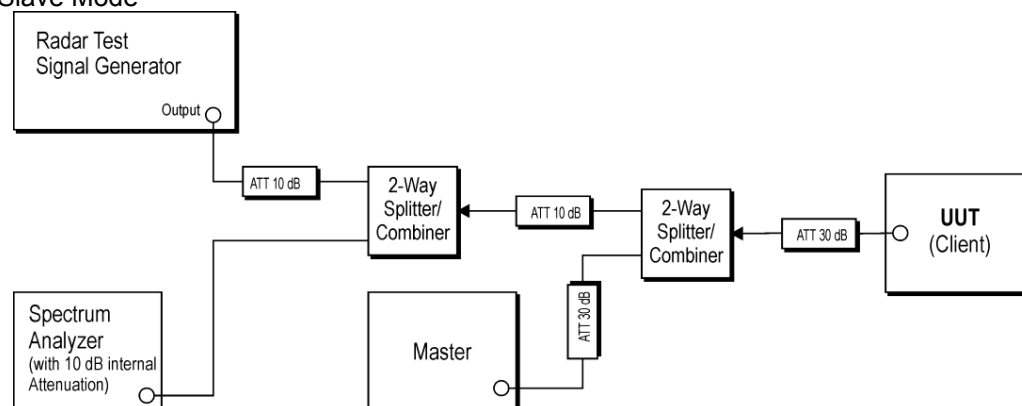 Slave Mode
Radar Test
Signal Generator
Output
ATT 10 dB
2-Way
Splitter/
Combiner
ATT 10 dB
2-Way
Splitter/
Combiner
ATT 30 dB
UUT
(Client)
ATT 30 dB
Spectrum
Analyzer
(with 10 dB internal
Attenuation)
Master